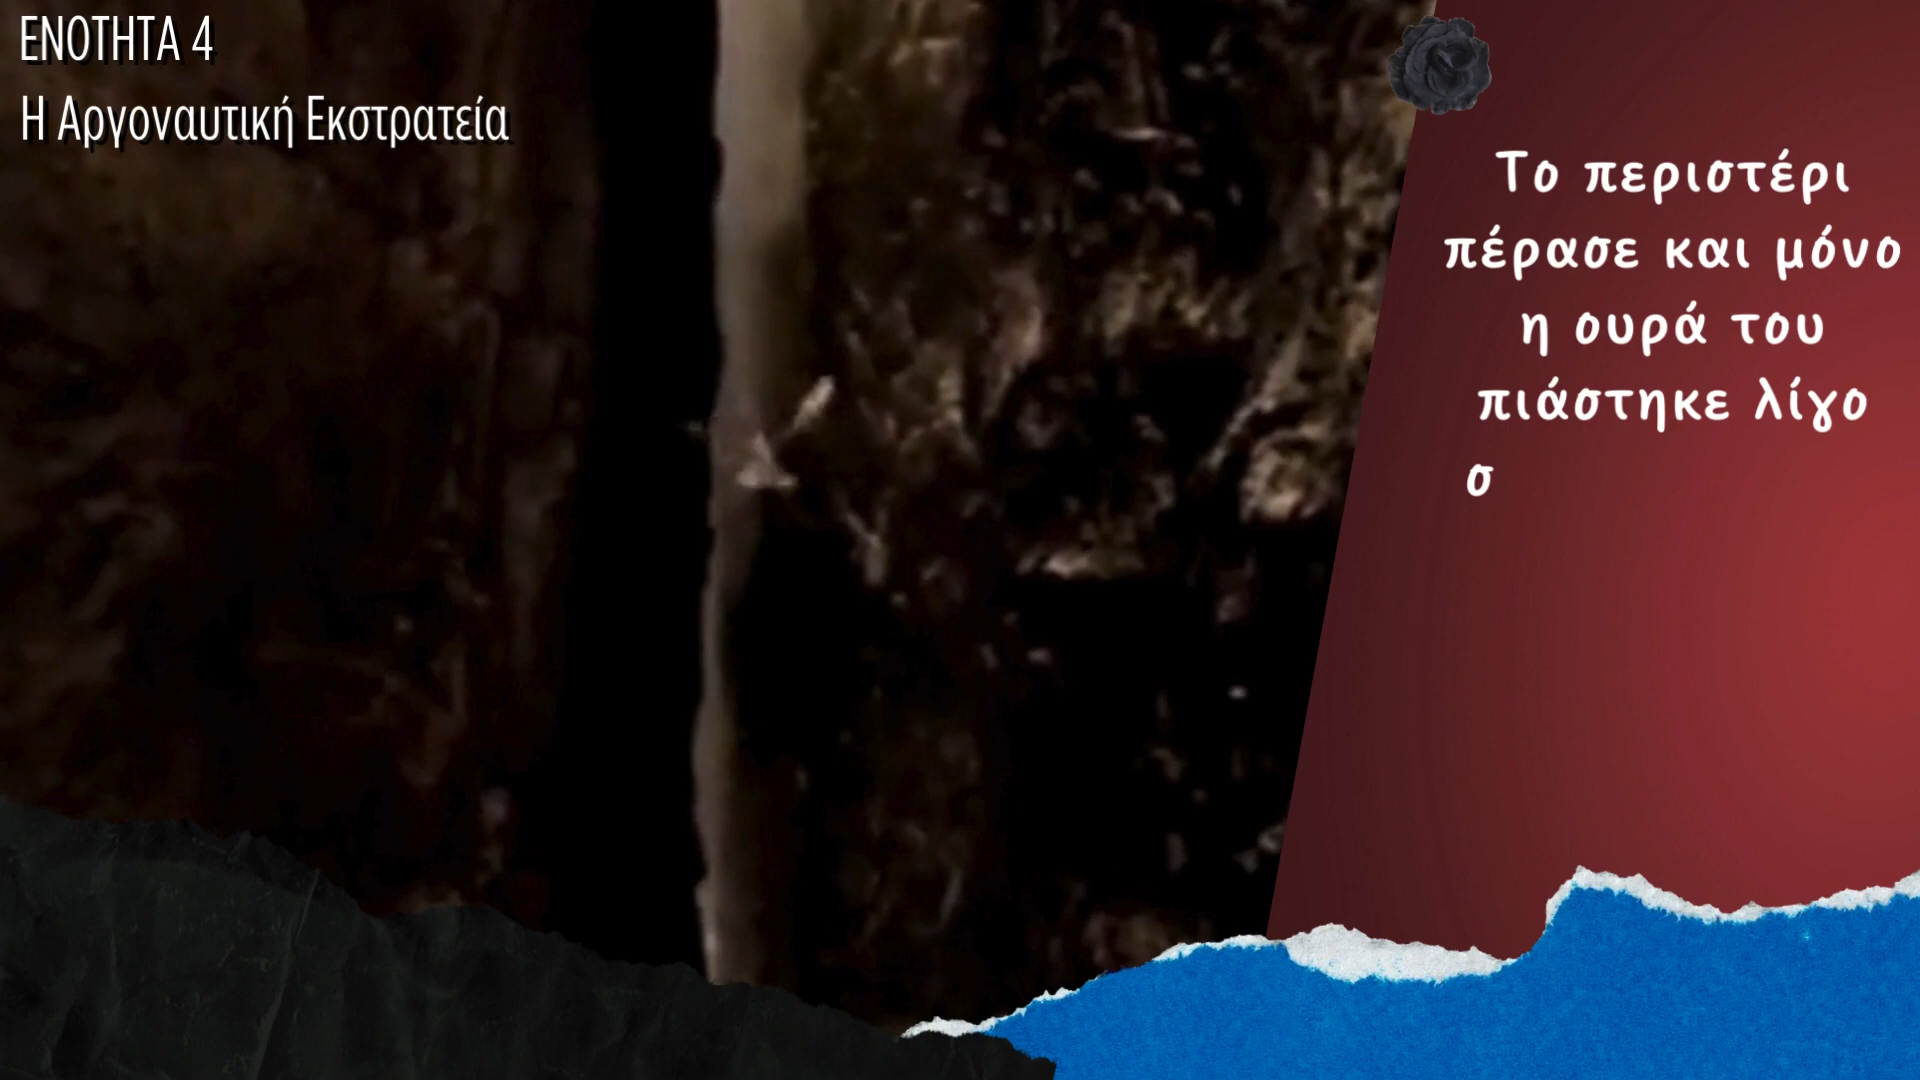 ΕΝΟΤΗΤΑ 4
Η Αργοναυτική Εκστρατεία
Το περιστέρι
πέρασε και μόνο
η ουρά του
πιάστηκε λίγο
σ